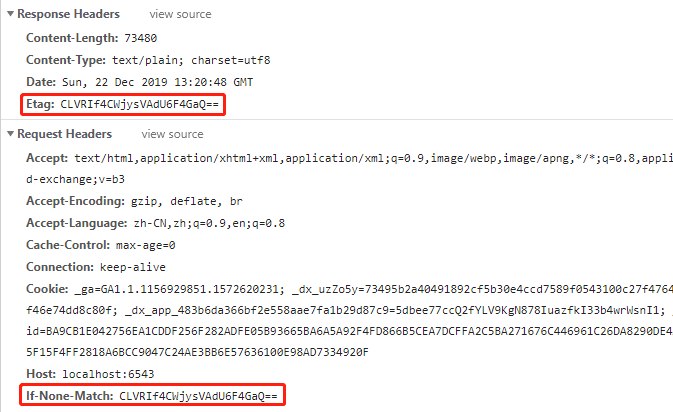 Response Headers view source
Content-Length: 73480
Content-Type: text/plain; charset=utf8
Date: Sun, 22 Dec 2019 13:20:48 GMT
Etag: CLVRIf4CWjysVAdU6F4GaQ==
Request Headers view source
Accept: text/html,application/xhtml+xml,application/xml;q=0.9,image/webp,image/apng,*/*;q=0.8,applic
d-exchange;v=b3
Accept-Encoding: gzip, deflate, br
Accept-Language: zh-CN,zh;q=0.9,en;q=0.8
Cache-Control: max-age=0
Connection: keep-alive
Cookie: _ga=GA1.1.1156929851.1572620231; _dx_uzZo5y=73495b2a40491892cf5b30e4ccd7589f0543100c27f4764
f46e74dd8c80f; _dx_app_483b6da366bf2e558aae7fa1b29d87c9=5dbee77ccQ2fYLV9KgN878IuazfkI33b4wrWsnI1; 
id=BA9CB1E042756EA1CDDF256F282ADFE05B93665BA6A5A92F4FD866B5CEA7DCFFA2C5BA271676C446961C26DA8290DE4
5F15F4FF2818A6BCC9047C24AE3BB6E57636100E98AD7334920F
Host: localhost:6543
If-None-Match: CLVRIf4CWjysVAdU6F4GaQ==